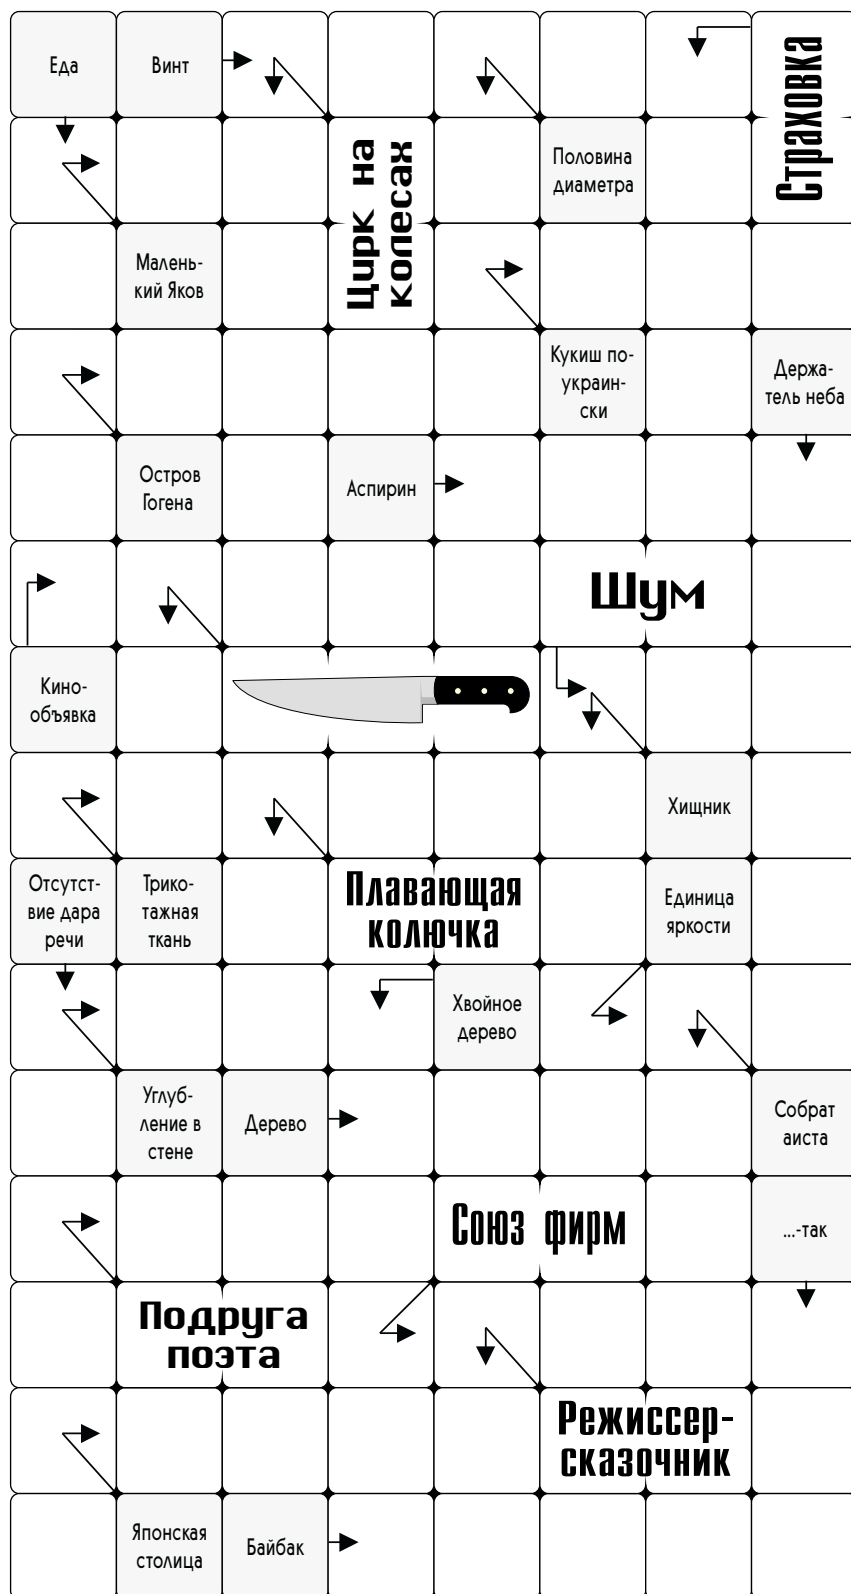 Еда
Винт
Страховка
Цирк на
колесах
Половина
диаметра
Малень-
кий Яков
Кукиш по-
украин-
ски
Держа-
тель неба
Остров
Гогена
Аспирин
Шум
Кино-
объявка
Хищник
Отсутст-
вие дара
речи
Трико-
тажная
ткань
Плавающая
колючка
Единица
яркости
Хвойное
дерево
Углуб-
ление в
стене
Дерево
Собрат
аиста
Союз фирм
...-так
Подруга
поэта
Режиссер-
сказочник
Японская
столица
Байбак